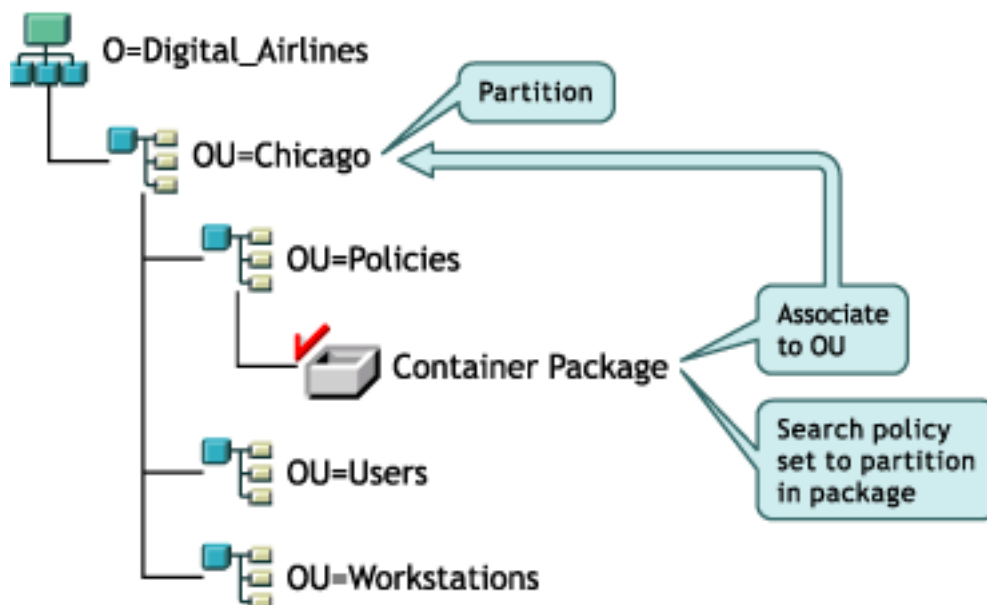 O=Digital_Airlines
Partition
OU=Chicago
OU=Policies
Associate
to OU
Container Package
Search policy
set to partition
in package
OU=Users
OU=Workstations